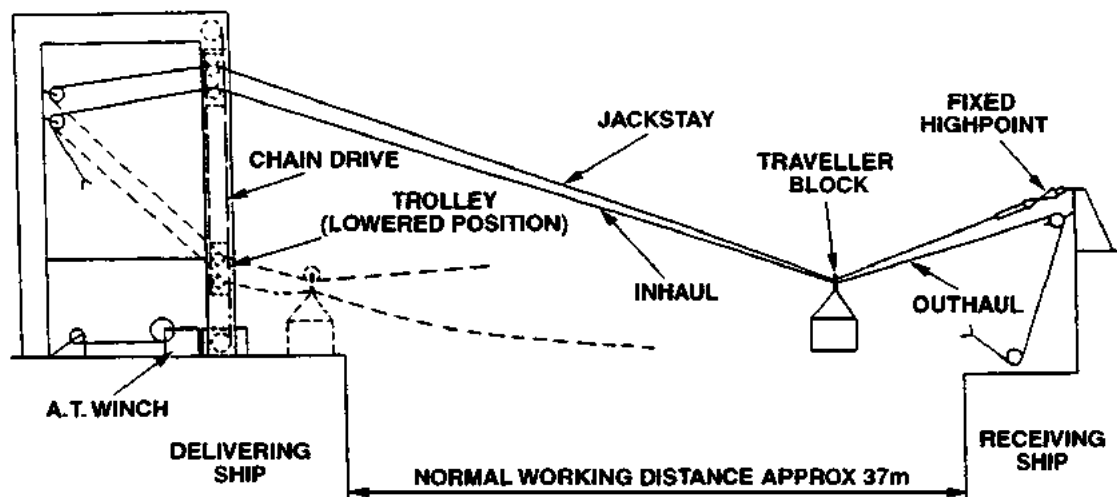 JACKSTAY
FIXED
HIGHPOINT
TRAVELLER
BLOCK
CHAIN DRIVE
TROLLEY
(LOWERED POSITION)
INHAUL
OUTHAUL
A.T. WINCH
DELIVERING
SHIP
RECEIVING
SHIP
NORMAL WORKING DISTANCE APPROX 37m